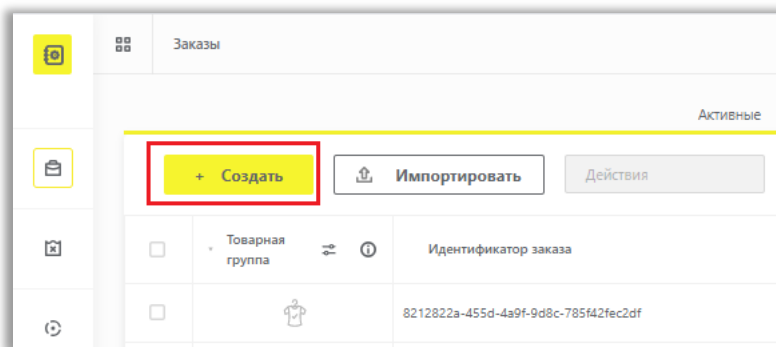 Заказы
Активные
+ Создать
Импортировать
Действия
Товарная
группа
Идентификатор заказа
8212822a-455d-4a9f-9d8c-785f42fec2df